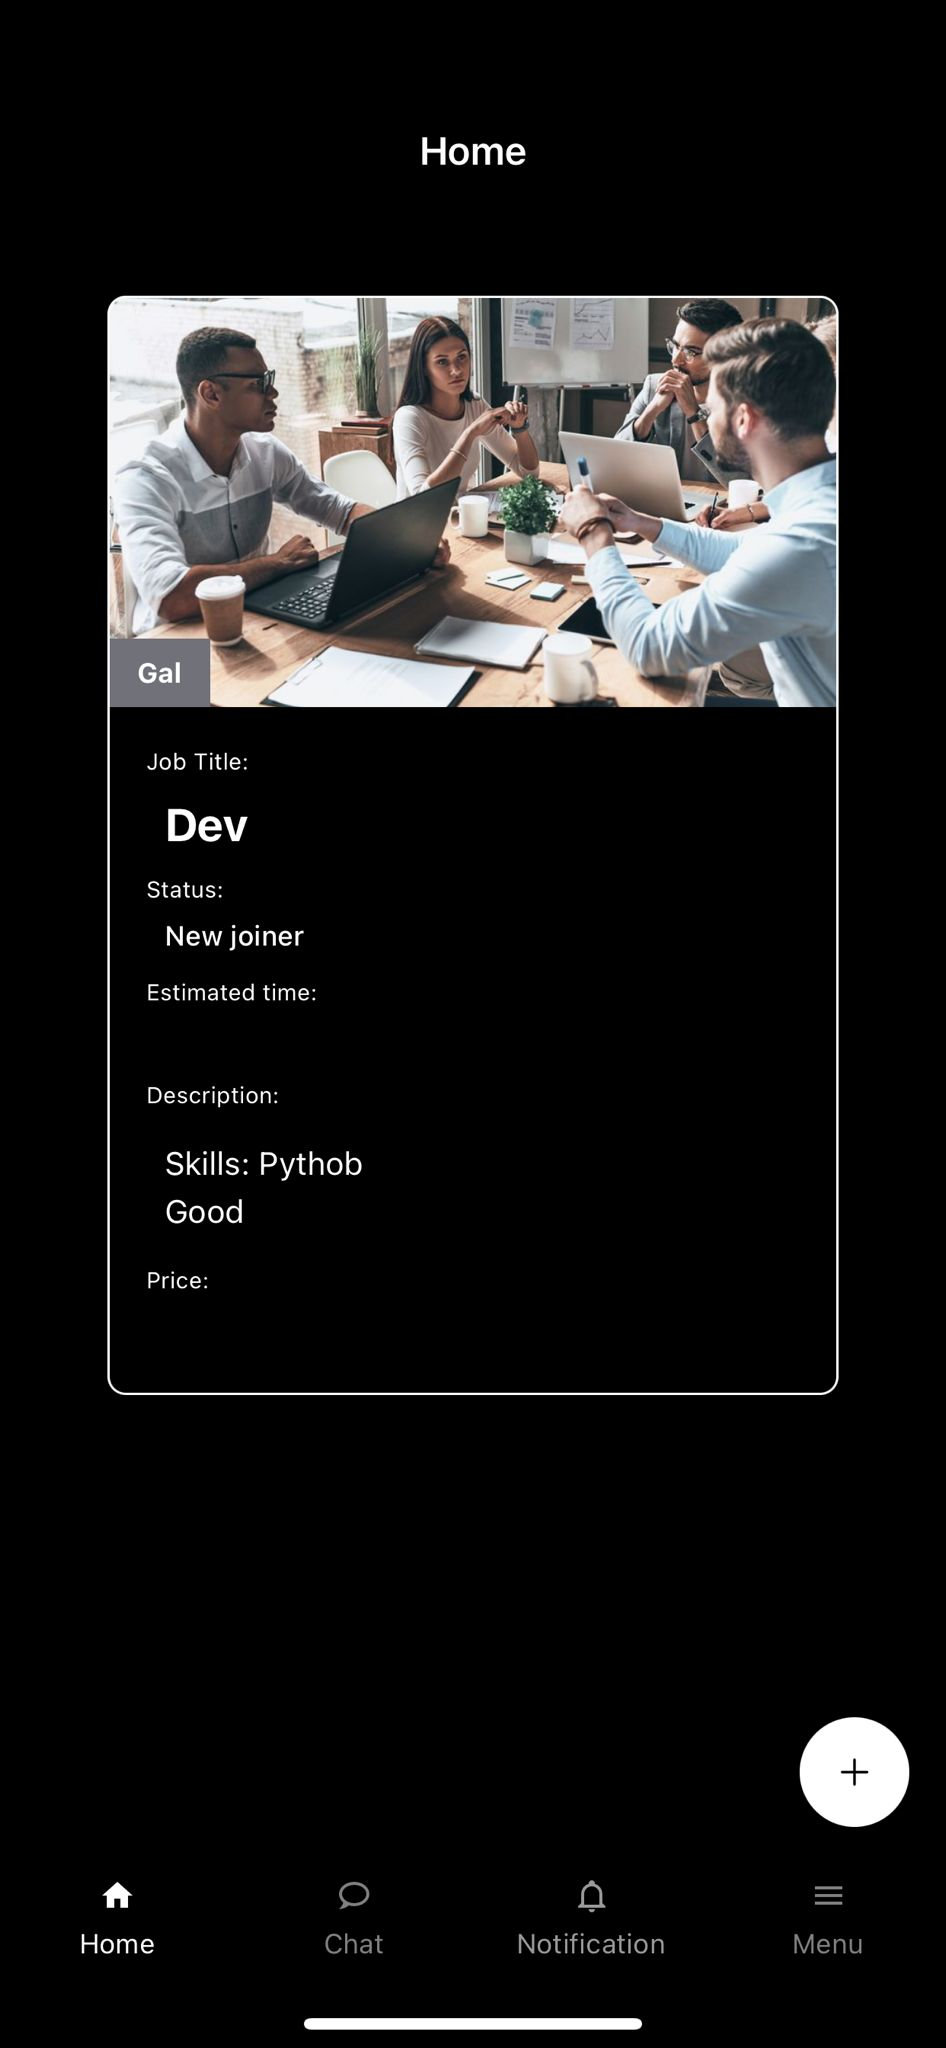 Home
Gal
Job Title:
Dev
Status:
New joiner
Estimated time:
Description:
Skills: Pythob
Good
Price:
Home
Chat
Notification
Menu